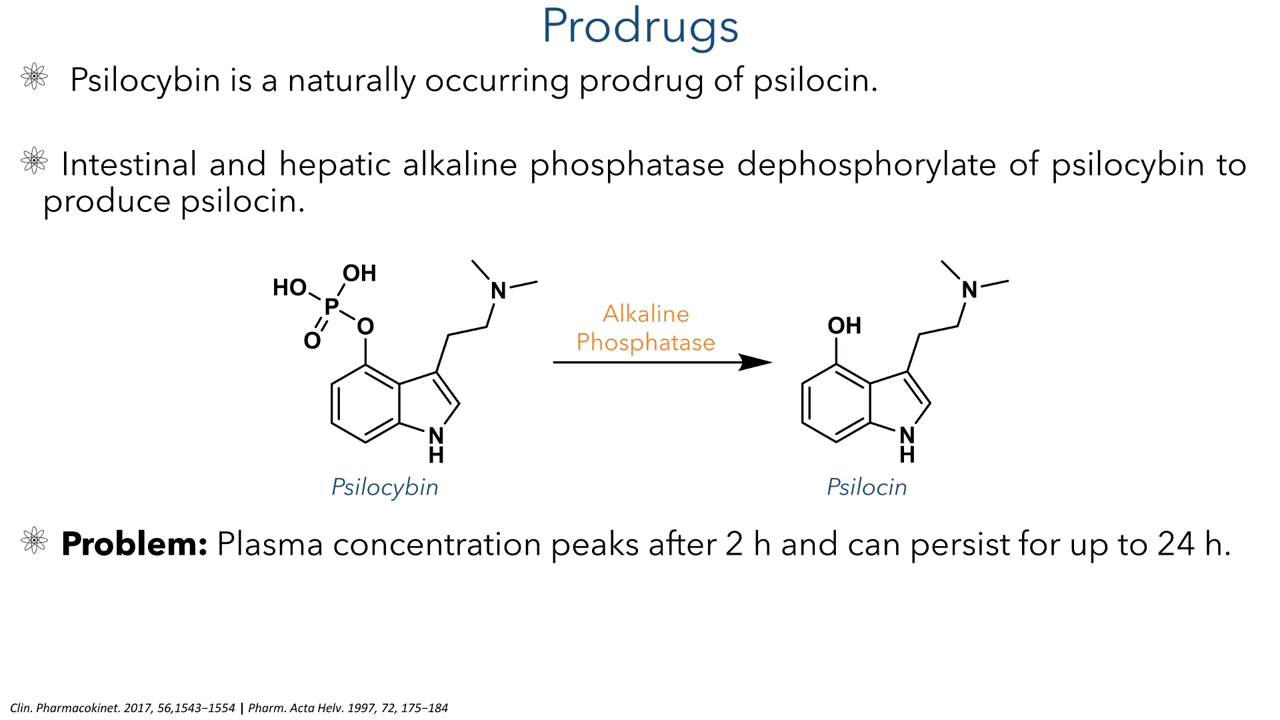 Prodrugs
Psilocybin is a naturally occurring prodrug of psilocin.
Intestinal and hepatic alkaline phosphatase dephosphorylate of psilocybin to
produce psilocin.
HO OH
P
O O
N
N
H
Psilocybin
Alkaline
Phosphatase
OH
N
N
H
Psilocin
Problem: Plasma concentration peaks after 2 h and can persist for up to 24 h.
Clin. Pharmacokinet. 2017, 56,1543–1554 | Pharm. Acta Helv. 1997, 72, 175–184